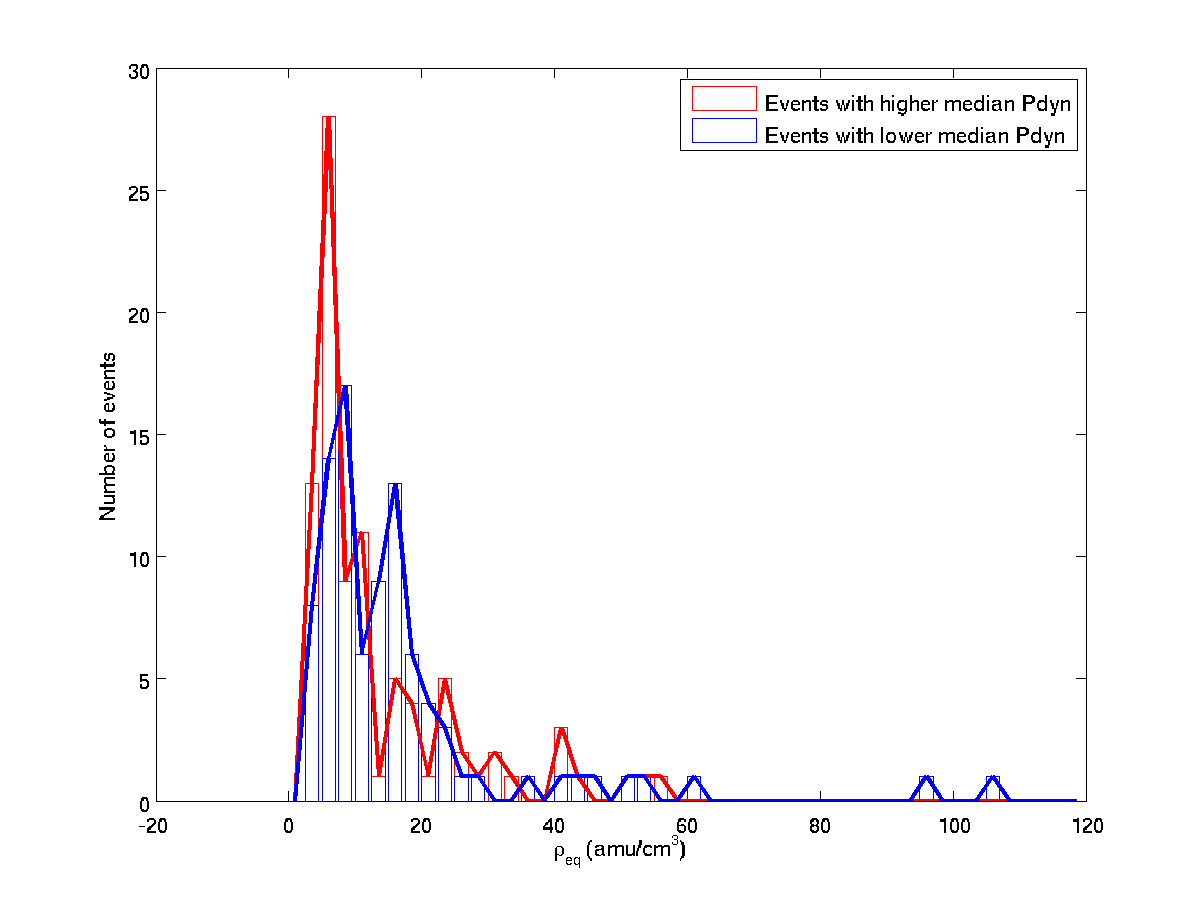 30
25
20
15
10
5
0
Number of events
Events with higher median Pdyn
Events with lower median Pdyn
-20 0 20 40 60 80 100 120
ρeq (amu/cm3)